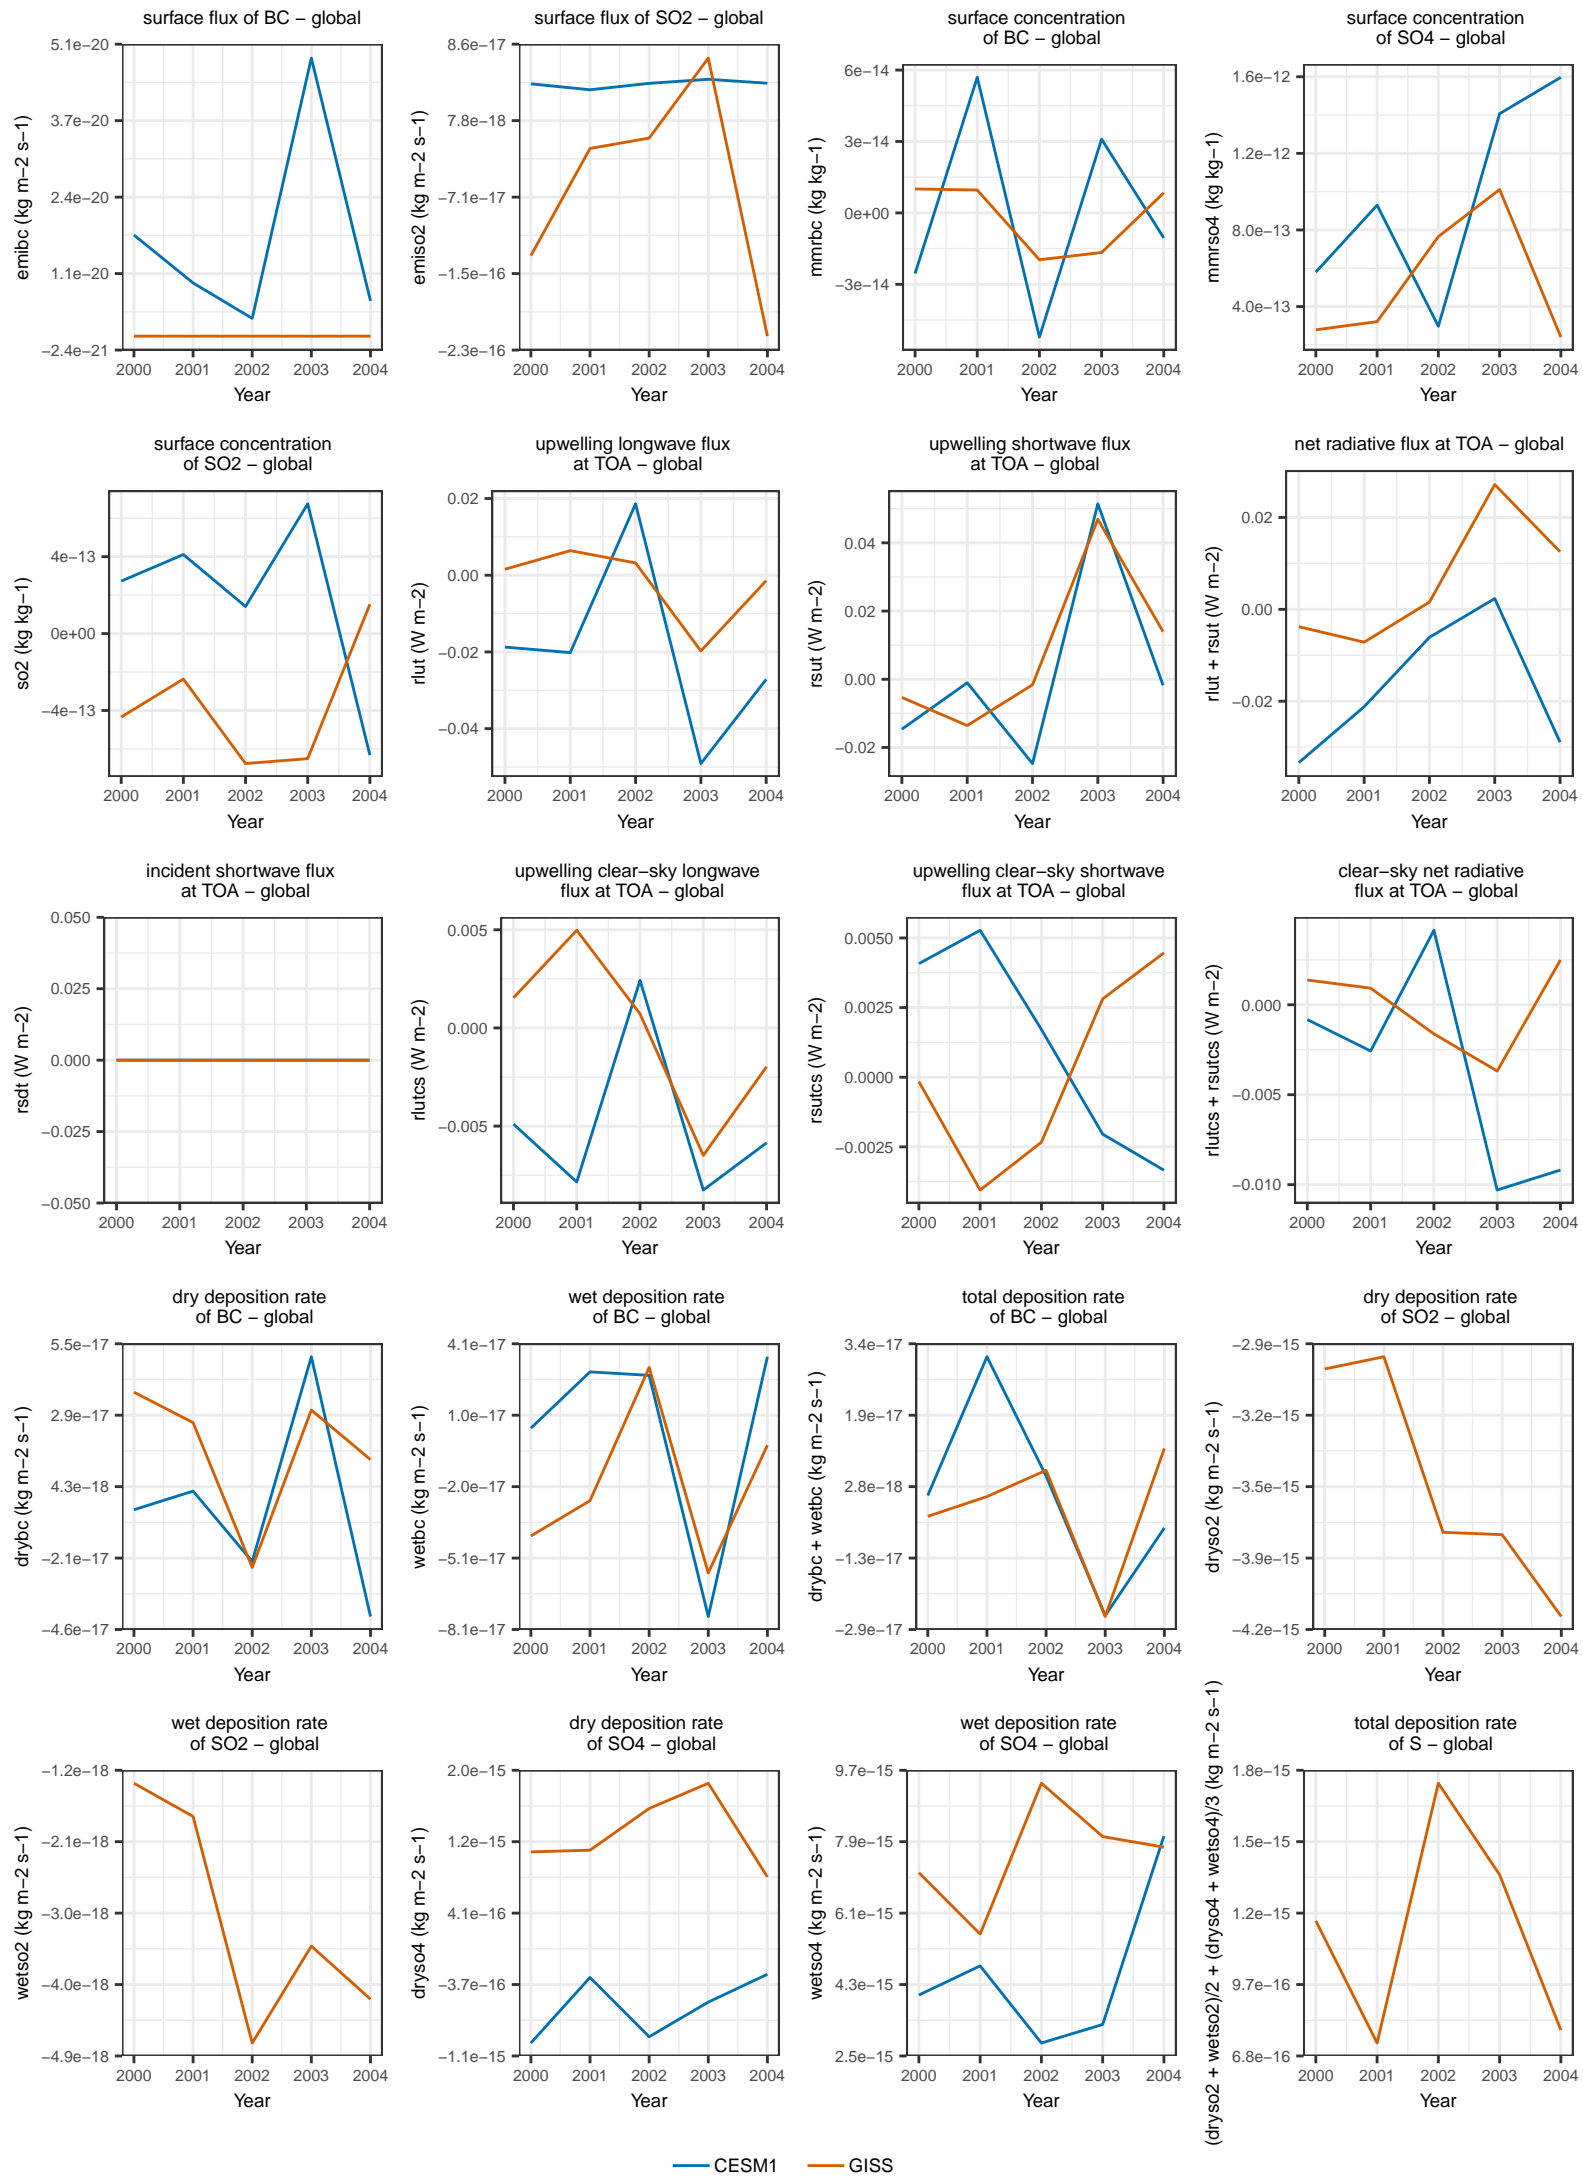 surface flux of BC − global
5.1e−20
3.7e−20
2.4e−20
1.1e−20
−2.4e−21
emibc (kg m−2 s−1)
2000 2001 2002 2003 2004
Year
surface flux of SO2 − global
8.6e−17
7.8e−18
−7.1e−17
−1.5e−16
−2.3e−16
emiso2 (kg m−2 s−1)
2000 2001 2002 2003 2004
Year
surface concentration
of BC − global
6e−14
3e−14
0e+00
−3e−14
mmrbc (kg kg−1)
2000 2001 2002 2003 2004
Year
surface concentration
of SO4 − global
1.6e−12
1.2e−12
8.0e−13
4.0e−13
mmrso4 (kg kg−1)
2000 2001 2002 2003 2004
Year
surface concentration
of SO2 − global
4e−13
0e+00
−4e−13
so2 (kg kg−1)
2000 2001 2002 2003 2004
Year
upwelling longwave flux
at TOA − global
0.02
0.00
−0.02
−0.04
rlut (W m−2)
2000 2001 2002 2003 2004
Year
upwelling shortwave flux
at TOA − global
0.04
0.02
0.00
−0.02
rsut (W m−2)
2000 2001 2002 2003 2004
Year
net radiative flux at TOA − global
0.02
0.00
−0.02
rlut + rsut (W m−2)
2000 2001 2002 2003 2004
Year
incident shortwave flux
at TOA − global
0.050
0.025
0.000
−0.025
−0.050
rsdt (W m−2)
2000 2001 2002 2003 2004
Year
upwelling clear−sky longwave
flux at TOA − global
0.005
0.000
−0.005
rlutcs (W m−2)
2000 2001 2002 2003 2004
Year
upwelling clear−sky shortwave
flux at TOA − global
0.0050
0.0025
0.0000
−0.0025
rsutcs (W m−2)
2000 2001 2002 2003 2004
Year
clear−sky net radiative
flux at TOA − global
0.000
−0.005
−0.010
rlutcs + rsutcs (W m−2)
2000 2001 2002 2003 2004
Year
dry deposition rate
of BC − global
5.5e−17
2.9e−17
4.3e−18
−2.1e−17
−4.6e−17
drybc (kg m−2 s−1)
2000 2001 2002 2003 2004
Year
wet deposition rate
of BC − global
4.1e−17
1.0e−17
−2.0e−17
−5.1e−17
−8.1e−17
wetbc (kg m−2 s−1)
2000 2001 2002 2003 2004
Year
total deposition rate
of BC − global
3.4e−17
1.9e−17
2.8e−18
−1.3e−17
−2.9e−17
drybc + wetbc (kg m−2 s−1)
2000 2001 2002 2003 2004
Year
dry deposition rate
of SO2 − global
−2.9e−15
−3.2e−15
−3.5e−15
−3.9e−15
−4.2e−15
dryso2 (kg m−2 s−1)
2000 2001 2002 2003 2004
Year
wet deposition rate
of SO2 − global
−1.2e−18
−2.1e−18
−3.0e−18
−4.0e−18
−4.9e−18
wetso2 (kg m−2 s−1)
2000 2001 2002 2003 2004
Year
dry deposition rate
of SO4 − global
2.0e−15
1.2e−15
4.1e−16
−3.7e−16
−1.1e−15
dryso4 (kg m−2 s−1)
2000 2001 2002 2003 2004
Year
wet deposition rate
of SO4 − global
9.7e−15
7.9e−15
6.1e−15
4.3e−15
2.5e−15
wetso4 (kg m−2 s−1)
2000 2001 2002 2003 2004
Year
total deposition rate
of S − global
1.8e−15
1.5e−15
1.2e−15
9.7e−16
6.8e−16
(dryso2 + wetso2)/2 + (dryso4 + wetso4)/3 (kg m−2 s−1)
2000 2001 2002 2003 2004
Year
CESM1 GISS